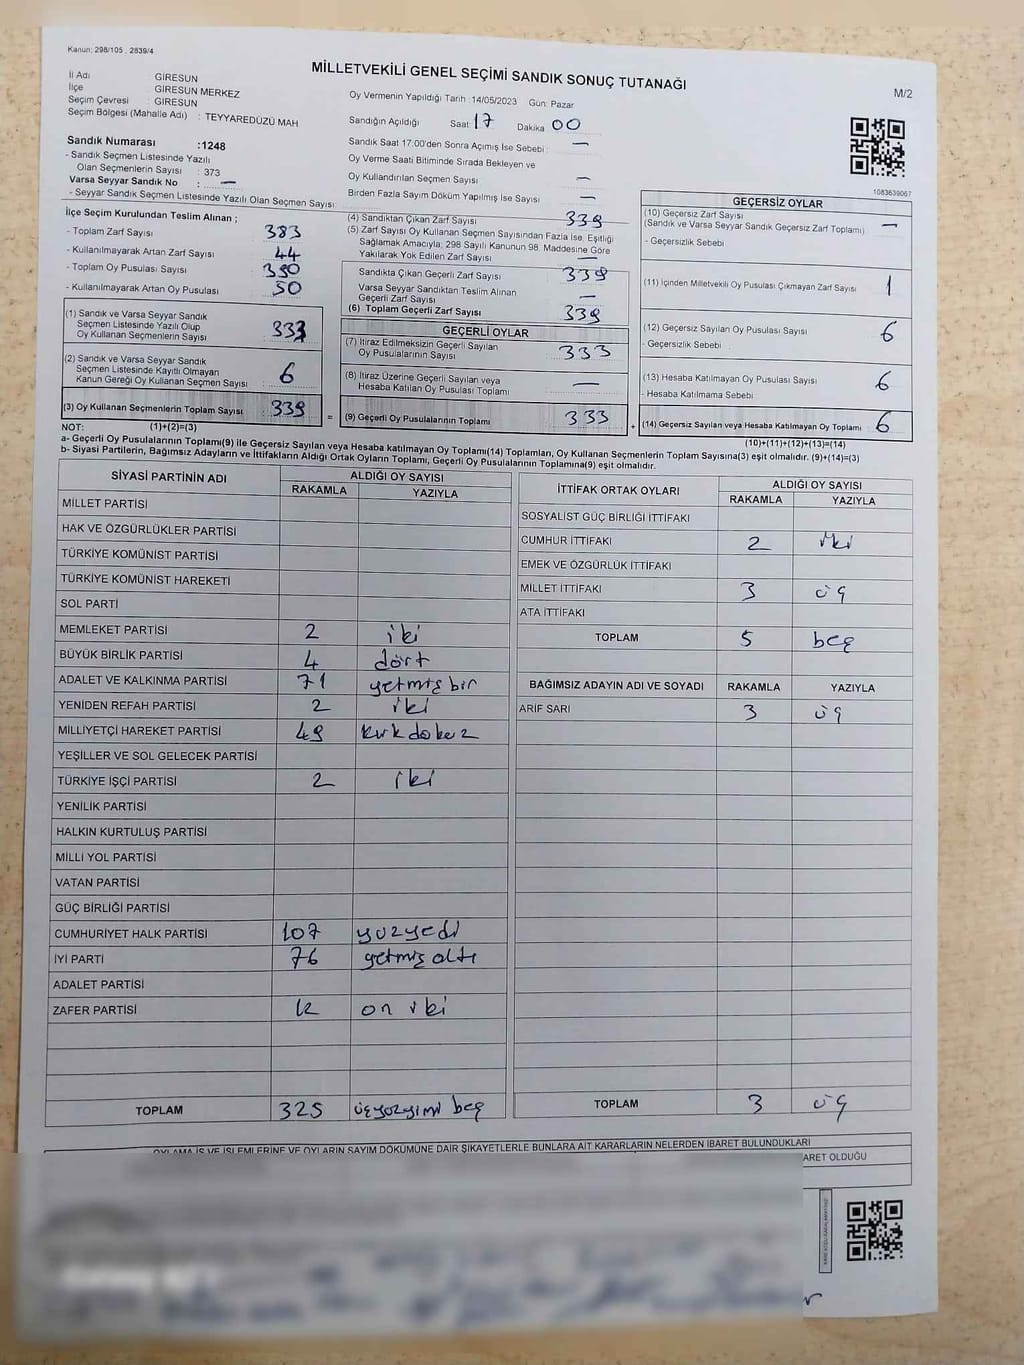 Kanun: 298/105 , 2839/4
MİLLETVEKİLİ GENEL SEÇİMİ SANDIK SONUÇ TUTANAĞI
M/2
İl Adı GİRESUN
İlçe GİRESUN MERKEZ
Seçim Çevresi : GİRESUN
Seçim Bölgesi (Mahalle Adı) : TEYYAREDÜZÜ MAH
Oy Vermenin Yapıldığı Tarih :14/05/2023 Gün: Pazar
Sandığın Açıldığı Saat 17 Dakika 00
Sandık Saat 17.00'den Sonra Açımış İse Sebebi : —
Oy Verme Saati Bitiminde Sırada Bekleyen ve
Oy Kullandırılan Seçmen Sayısı —
Birden Fazla Sayım Döküm Yapılmış İse Sayısı —
Sandık Numarası :1248
- Sandık Seçmen Listesinde Yazılı
Olan Seçmenlerin Sayısı : 373
Varsa Seyyar Sandık No : —
- Seyyar Sandık Seçmen Listesinde Yazılı Olan Seçmen Sayısı:
1083639067
İlçe Seçim Kurulundan Teslim Alınan ;
- Toplam Zarf Sayısı 383
- Kullanılmayarak Artan Zarf Sayısı 44
- Toplam Oy Pusulası Sayısı 390
- Kullanılmayarak Artan Oy Pusulası 50
(1) Sandık ve Varsa Seyyar Sandık
Seçmen Listesinde Yazılı Olup
Oy Kullanan Seçmenlerin Sayısı 333
(2) Sandık ve Varsa Seyyar Sandık
Seçmen Listesinde Kayıtlı Olmayan
Kanun Gereği Oy Kullanan Seçmen Sayısı 6
(3) Oy Kullanan Seçmenlerin Toplam Sayısı 339
(4) Sandıktan Çıkan Zarf Sayısı 339
(5) Zarf Sayısı Oy Kullanan Seçmen Sayısından Fazla İse, Eşitliği
Sağlamak Amacıyla; 298 Sayılı Kanunun 98. Maddesine Göre
Yakılarak Yok Edilen Zarf Sayısı —
Sandıkta Çıkan Geçerli Zarf Sayısı 339
Varsa Seyyar Sandıktan Teslim Alınan
Geçerli Zarf Sayısı —
(6) Toplam Geçerli Zarf Sayısı 339
GEÇERLİ OYLAR
(7) İtiraz Edilmeksizin Geçerli Sayılan
Oy Pusulalarının Sayısı 333
(8) İtiraz Üzerine Geçerli Sayılan veya
Hesaba Katılan Oy Pusulası Toplamı —
= (9) Geçerli Oy Pusulalarının Toplamı 333
GEÇERSİZ OYLAR
(10) Geçersiz Zarf Sayısı
(Sandık ve Varsa Seyyar Sandık Geçersiz Zarf Toplamı) —
- Geçersizlik Sebebi
(11) İçinden Milletvekili Oy Pusulası Çıkmayan Zarf Sayısı 1
(12) Geçersiz Sayılan Oy Pusulası Sayısı 6
- Geçersizlik Sebebi
(13) Hesaba Katılmayan Oy Pusulası Sayısı 6
- Hesaba Katılmama Sebebi
+ (14) Geçersiz Sayılan veya Hesaba Katılmayan Oy Toplamı 6
NOT: (1)+(2)=(3) (10)+(11)+(12)+(13)=(14)
a- Geçerli Oy Pusulalarının Toplamı(9) ile Geçersiz Sayılan veya Hesaba katılmayan Oy Toplamı(14) Toplamları, Oy Kullanan Seçmenlerin Toplam Sayısına(3) eşit olmalıdır. (9)+(14)=(3)
b- Siyasi Partilerin, Bağımsız Adayların ve İttifakların Aldığı Ortak Oyların Toplamı, Geçerli Oy Pusulalarının Toplamına(9) eşit olmalıdır.
SİYASİ PARTİNİN ADI ALDIĞI OY SAYISI
RAKAMLA YAZIYLA
MİLLET PARTİSİ
HAK VE ÖZGÜRLÜKLER PARTİSİ
TÜRKİYE KOMÜNİST PARTİSİ
TÜRKİYE KOMÜNİST HAREKETİ
SOL PARTİ
MEMLEKET PARTİSİ 2 iki
BÜYÜK BİRLİK PARTİSİ 4 dört
ADALET VE KALKINMA PARTİSİ 71 yetmiş bir
YENİDEN REFAH PARTİSİ 2 iki
MİLLİYETÇİ HAREKET PARTİSİ 49 kırk dokuz
YEŞİLLER VE SOL GELECEK PARTİSİ
TÜRKİYE İŞÇİ PARTİSİ 2 iki
YENİLİK PARTİSİ
HALKIN KURTULUŞ PARTİSİ
MİLLİ YOL PARTİSİ
VATAN PARTİSİ
GÜÇ BİRLİĞİ PARTİSİ
CUMHURİYET HALK PARTİSİ 107 yüzyedi
İYİ PARTİ 76 yetmiş altı
ADALET PARTİSİ
ZAFER PARTİSİ 12 on iki
TOPLAM 325 üçyüzyirmi beş
İTTİFAK ORTAK OYLARI ALDIĞI OY SAYISI
RAKAMLA YAZIYLA
SOSYALİST GÜÇ BİRLİĞİ İTTİFAKI
CUMHUR İTTİFAKI 2 iki
EMEK VE ÖZGÜRLÜK İTTİFAKI
MİLLET İTTİFAKI 3 üç
ATA İTTİFAKI
TOPLAM 5 beş
BAĞIMSIZ ADAYIN ADI VE SOYADI RAKAMLA YAZIYLA
ARİF SARI 3 üç
TOPLAM 3 üç
OYLAMA İŞ VE İŞLEMLERİNE VE OYLARIN SAYIM DÖKÜMÜNE DAİR ŞİKAYETLERLE BUNLARA AİT KARARLARIN NELERDEN İBARET BULUNDUKLARI
ARET OLDUĞU